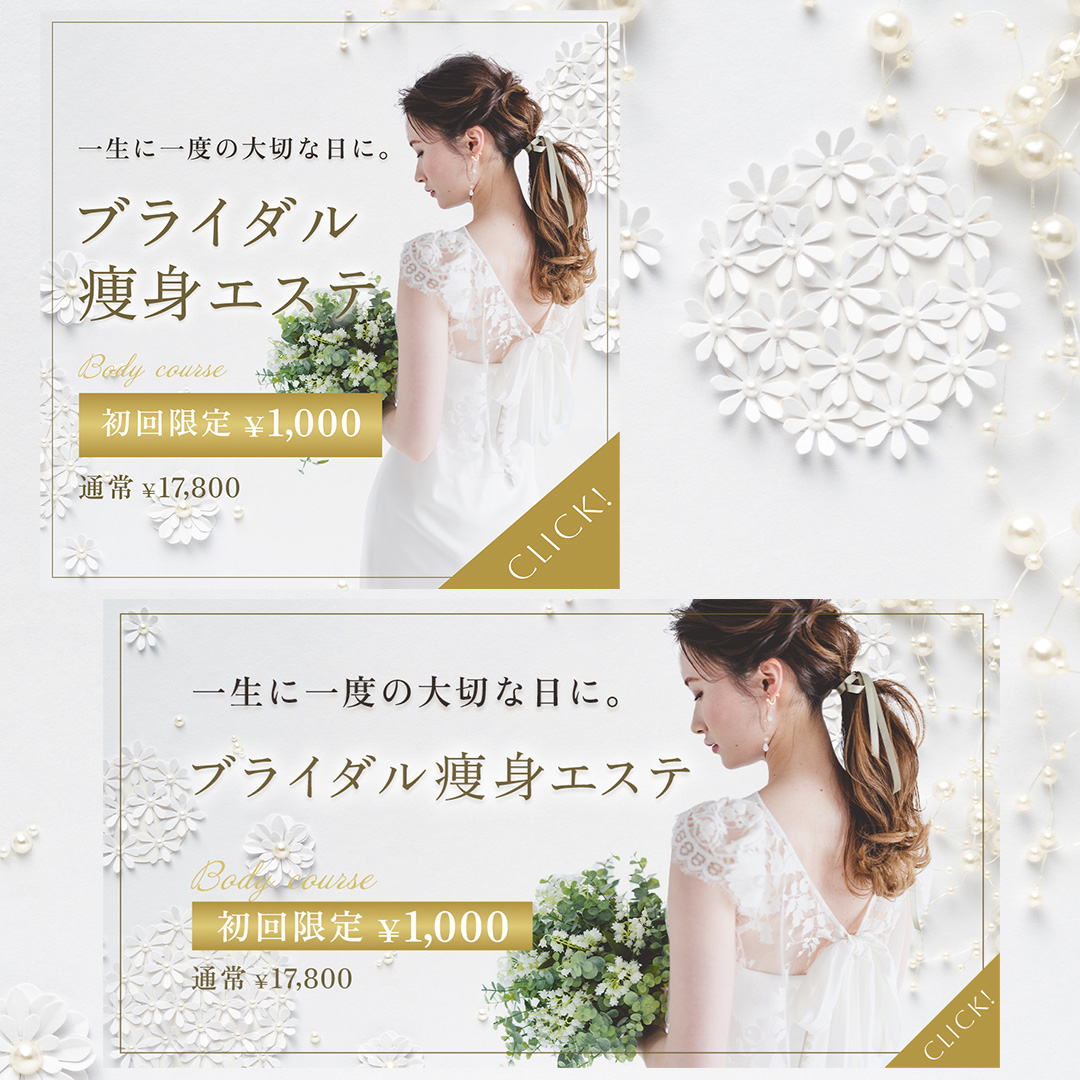 一生に一度の大切な日に。
ブライダル
痩身エステ
Body course
初回限定 ¥1,000
通常 ¥17,800
CLICK!
一生に一度の大切な日に。
ブライダル痩身エステ
Body course
初回限定 ¥1,000
通常 ¥17,800
CLICK!